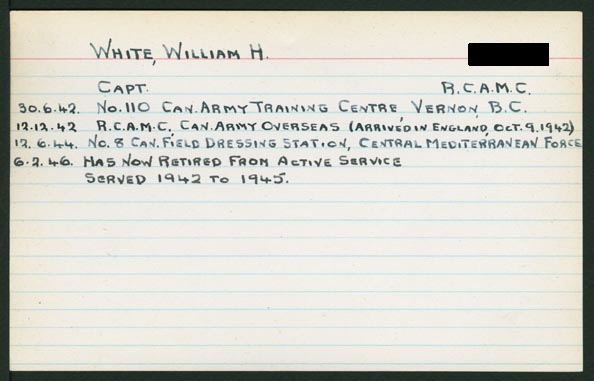 WHITE, WILLIAM H.
CAPT. R.C.A.M.C.
30.6.42. NO.110 CAN.ARMY TRAINING CENTRE, VERNON, B.C.
12.12.42 R.C.A.M.C., CAN.ARMY OVERSEAS (ARRIVED IN ENGLAND, OCT.9.1942)
12.6.44. NO.8 CAN.FIELD DRESSING STATION, CENTRAL MEDITERRANEAN FORCE
6.2.46. HAS NOW RETIRED FROM ACTIVE SERVICE
SERVED 1942 TO 1945.